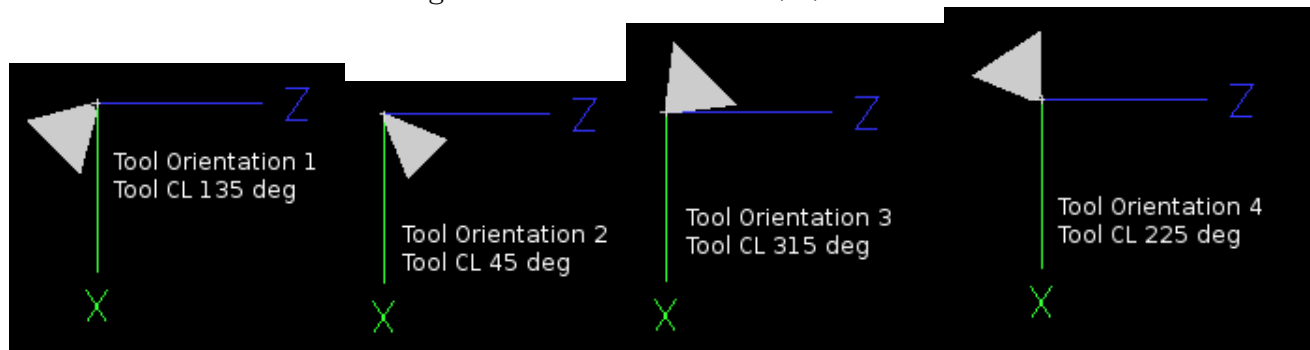 Z
Tool Orientation 1
Tool CL 135 deg
X
Z
Tool Orientation 2
Tool CL 45 deg
X
Z
Tool Orientation 3
Tool CL 315 deg
X
Z
Tool Orientation 4
Tool CL 225 deg
X